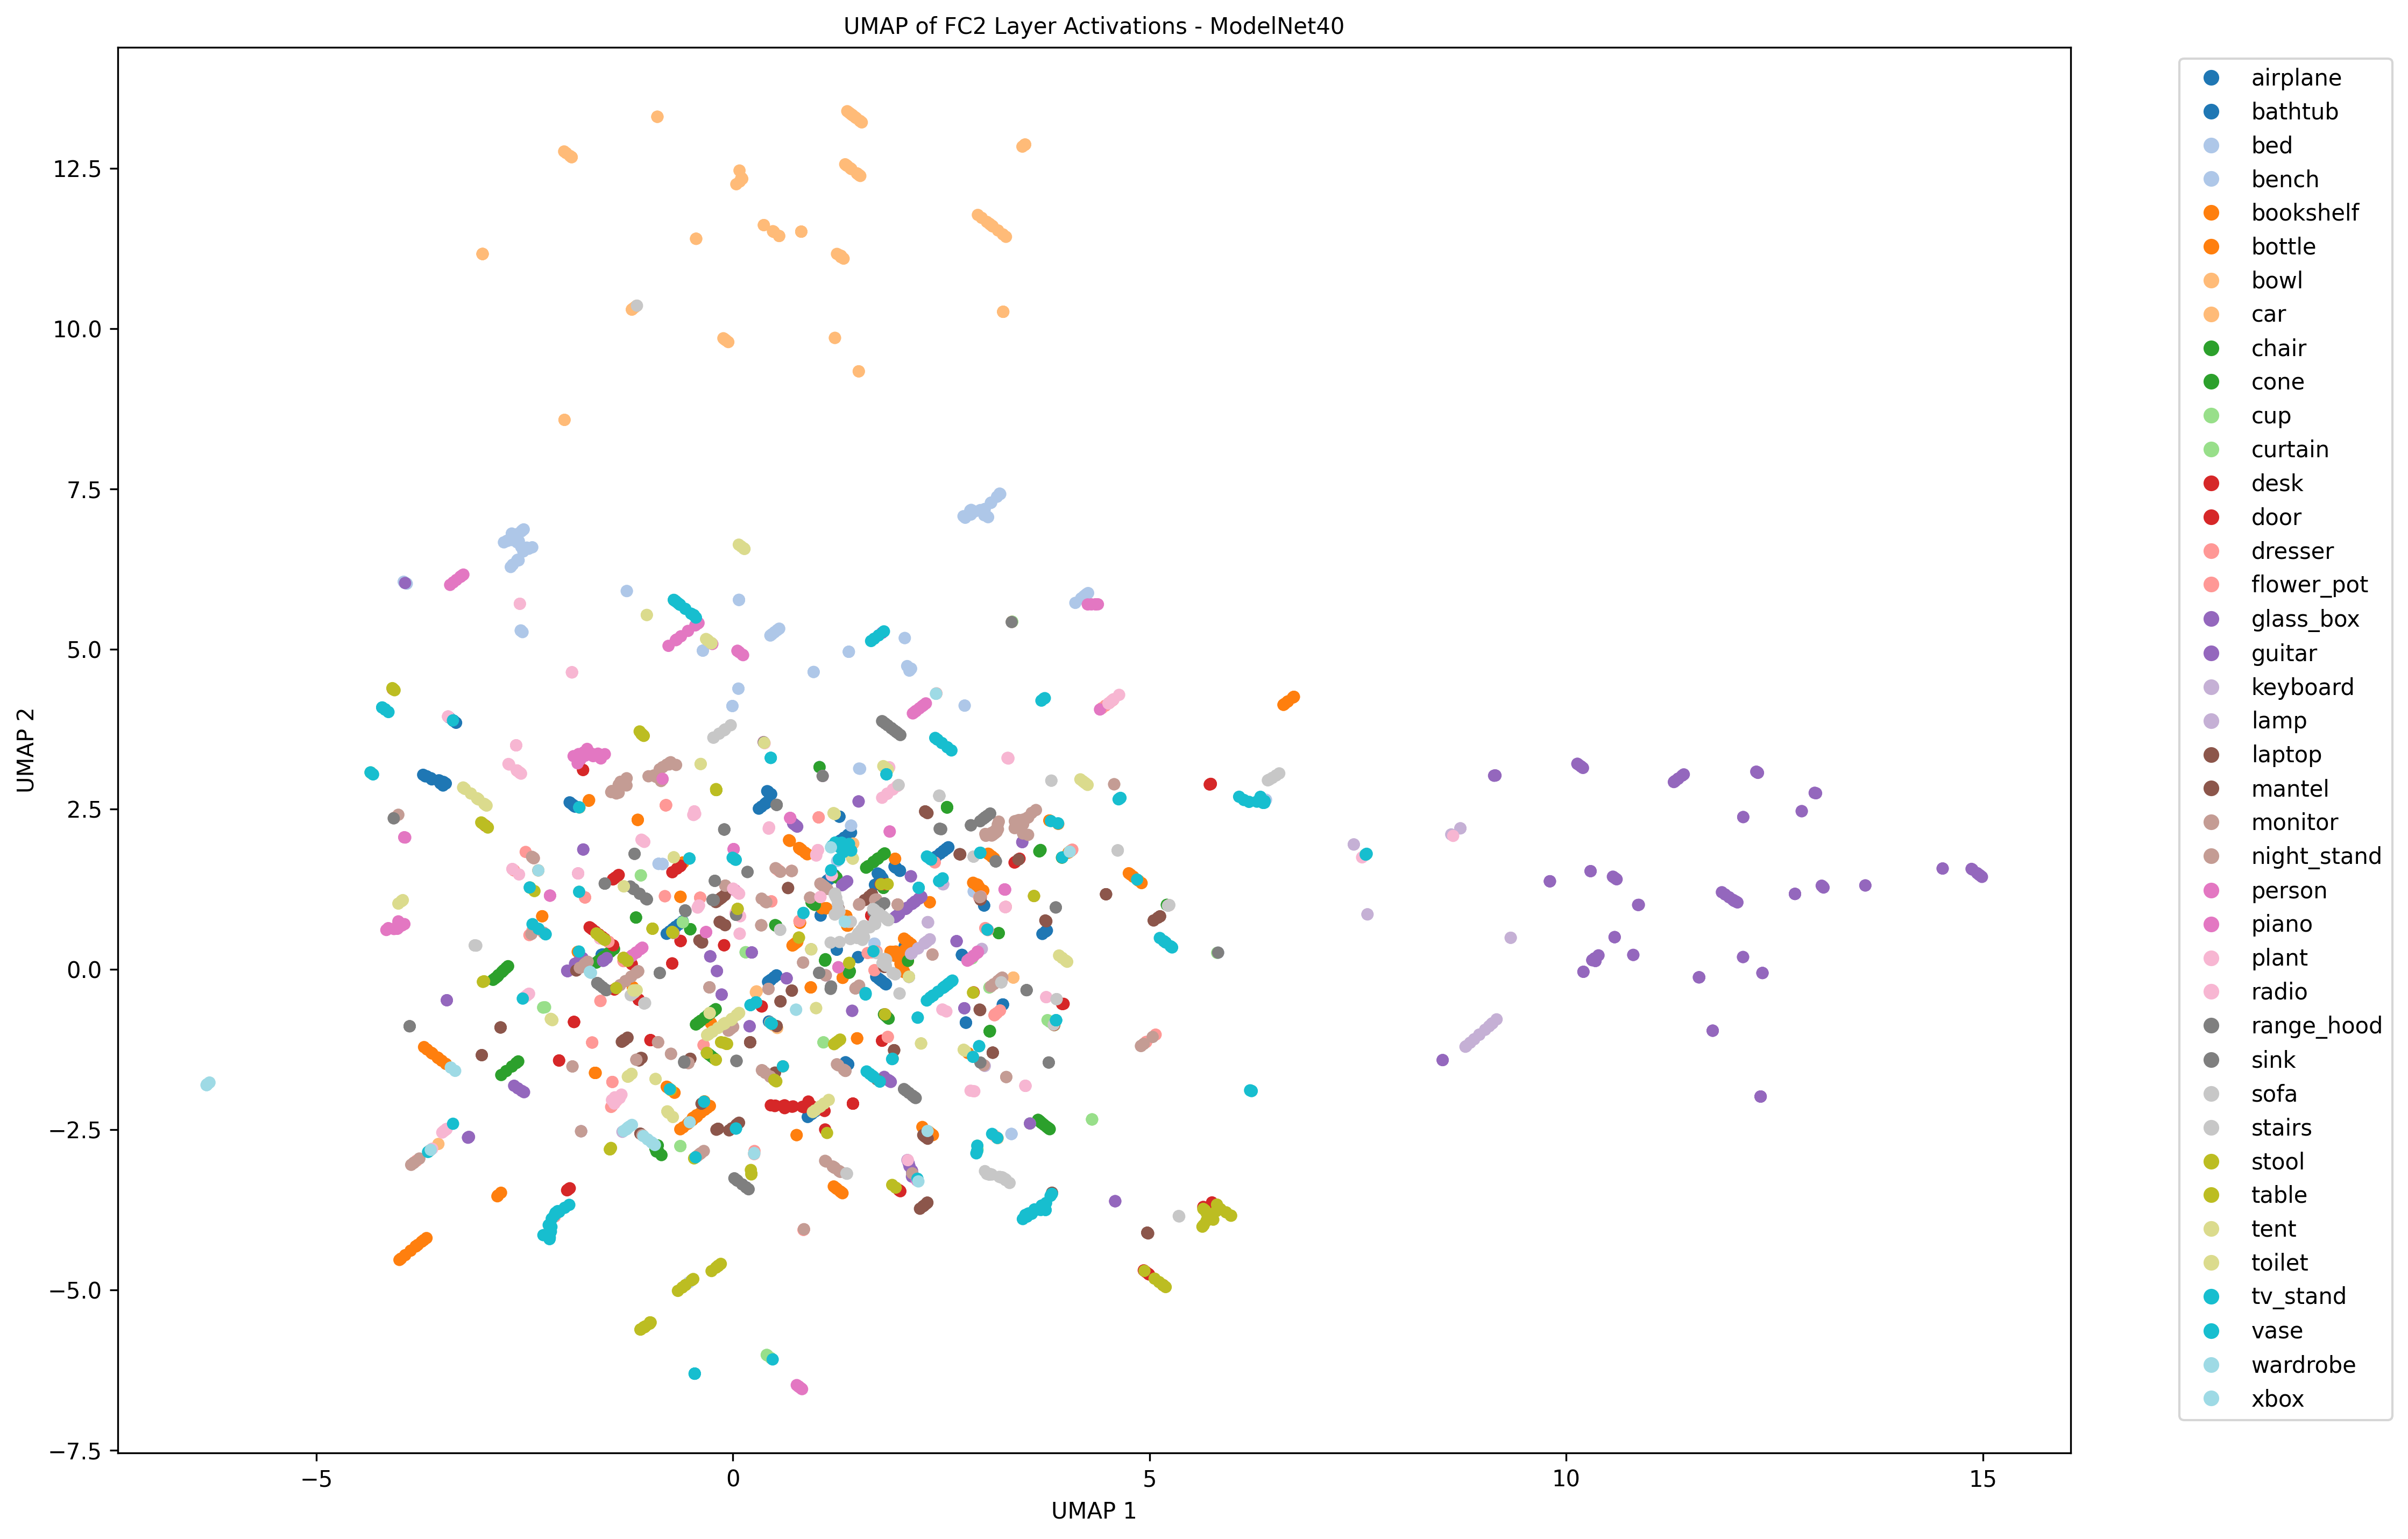 UMAP of FC2 Layer Activations - ModelNet40
UMAP 2
12.5
10.0
7.5
5.0
2.5
0.0
−2.5
−5.0
−7.5
−5
0
5
10
15
UMAP 1
airplane
bathtub
bed
bench
bookshelf
bottle
bowl
car
chair
cone
cup
curtain
desk
door
dresser
flower_pot
glass_box
guitar
keyboard
lamp
laptop
mantel
monitor
night_stand
person
piano
plant
radio
range_hood
sink
sofa
stairs
stool
table
tent
toilet
tv_stand
vase
wardrobe
xbox